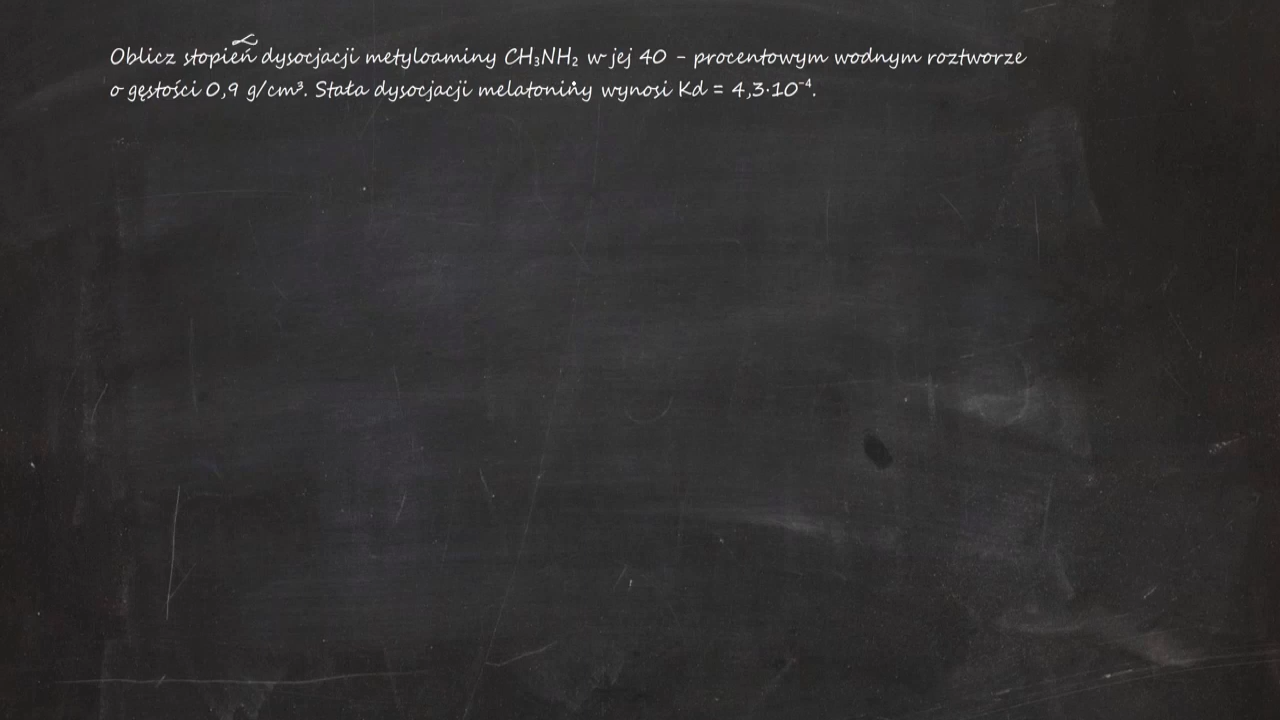 ∝
Oblicz stopień dysocjacji metyloaminy CH₃NH₂ w jej 40 - procentowym wodnym roztworze
o gęstości 0,9 g/cm³. Stała dysocjacji melatoniny wynosi Kd = 4,3·10⁻⁴.